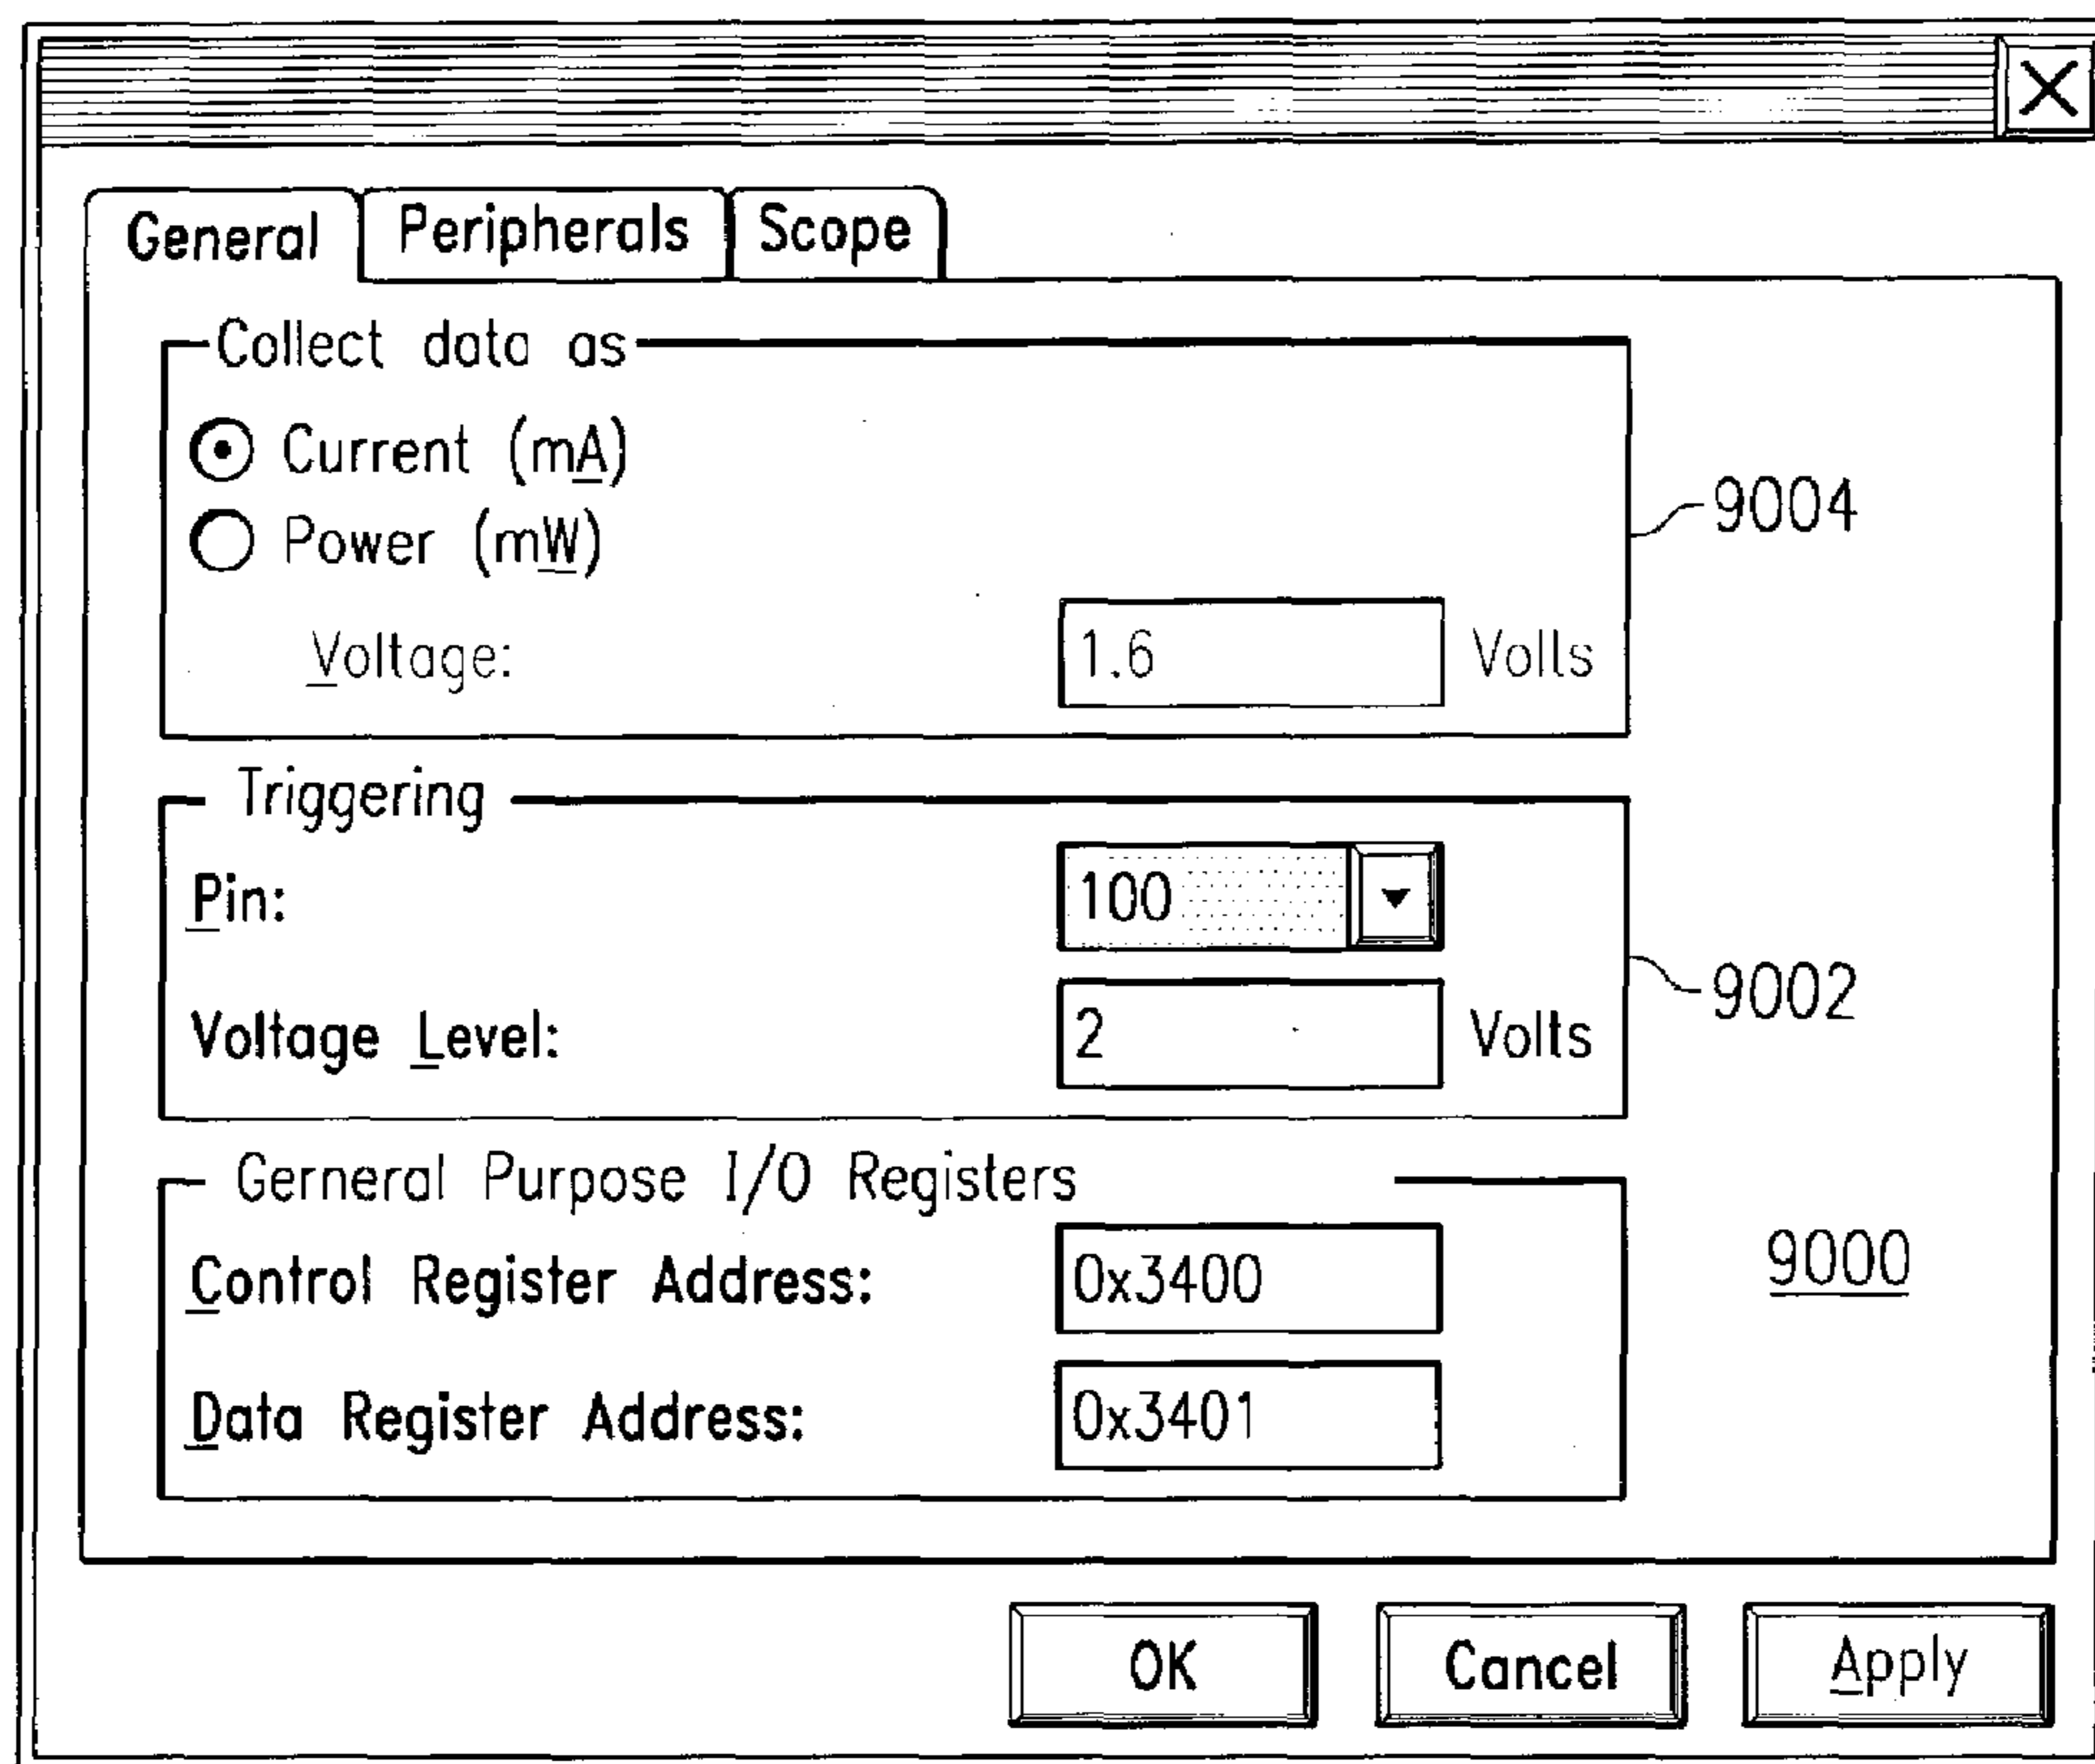 General Peripherals Scope
Collect data as
Current (mA)
9004
Power (mW)
Voltage: 1.6 Volls
Triggering
Pin: 100
9002
Voltage Level: 2 Volts
Gerneral Purpose I/O Registers
Control Register Address: 0x3400
9000
Data Register Address: 0x3401
OK Cancel Apply